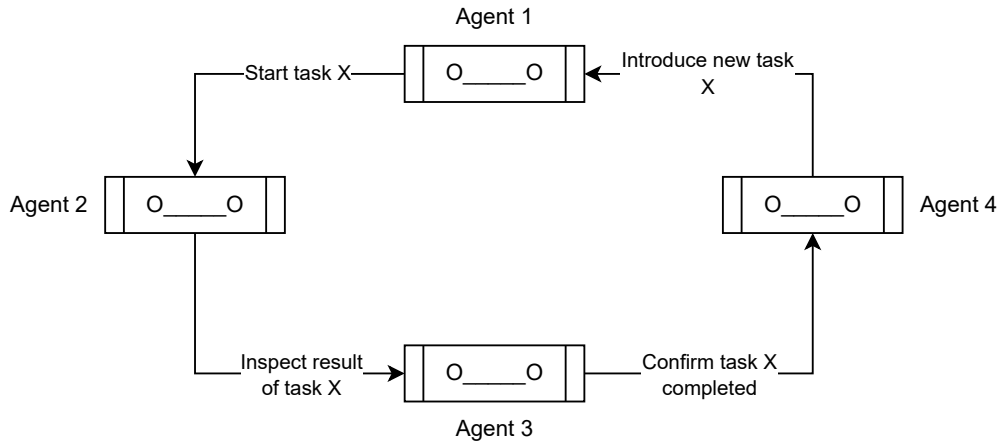 Agent 1
O_____O
Start task X
Introduce new task
X
Agent 2
O_____O
O_____O
Agent 4
Inspect result
of task X
O_____O
Confirm task X
completed
Agent 3